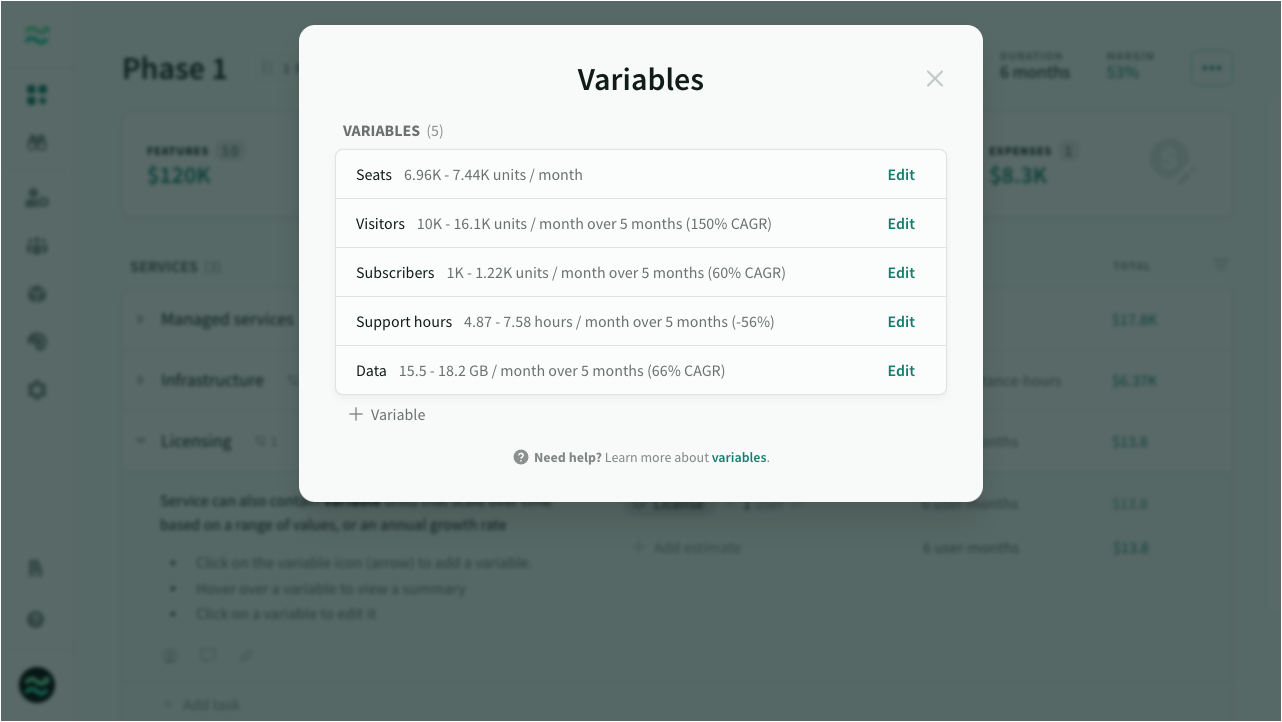 Phase 1
DURATION
6 months
MARGIN
53%
FEATURES 10
$120K
EXPENSES 1
$8.3K
Variables
VARIABLES (5)
Seats 6.96K - 7.44K units / month Edit
Visitors 10K - 16.1K units / month over 5 months (150% CAGR) Edit
Subscribers 1K - 1.22K units / month over 5 months (60% CAGR) Edit
Support hours 4.87 - 7.58 hours / month over 5 months (-56%) Edit
Data 15.5 - 18.2 GB / month over 5 months (66% CAGR) Edit
+ Variable
Need help? Learn more about variables.
SERVICES (3)
TOTAL
Managed services
$17.8K
Infrastructure
$6.37K
Licensing 1
$13.8
Service can also contain variable units that scale over time
based on a range of values, or an annual growth rate
• Click on the variable icon (arrow) to add a variable.
• Hover over a variable to view a summary
• Click on a variable to edit it
License 1 user
6 user-months
$13.8
+ Add estimate
6 user-months
$13.8
+ Add task